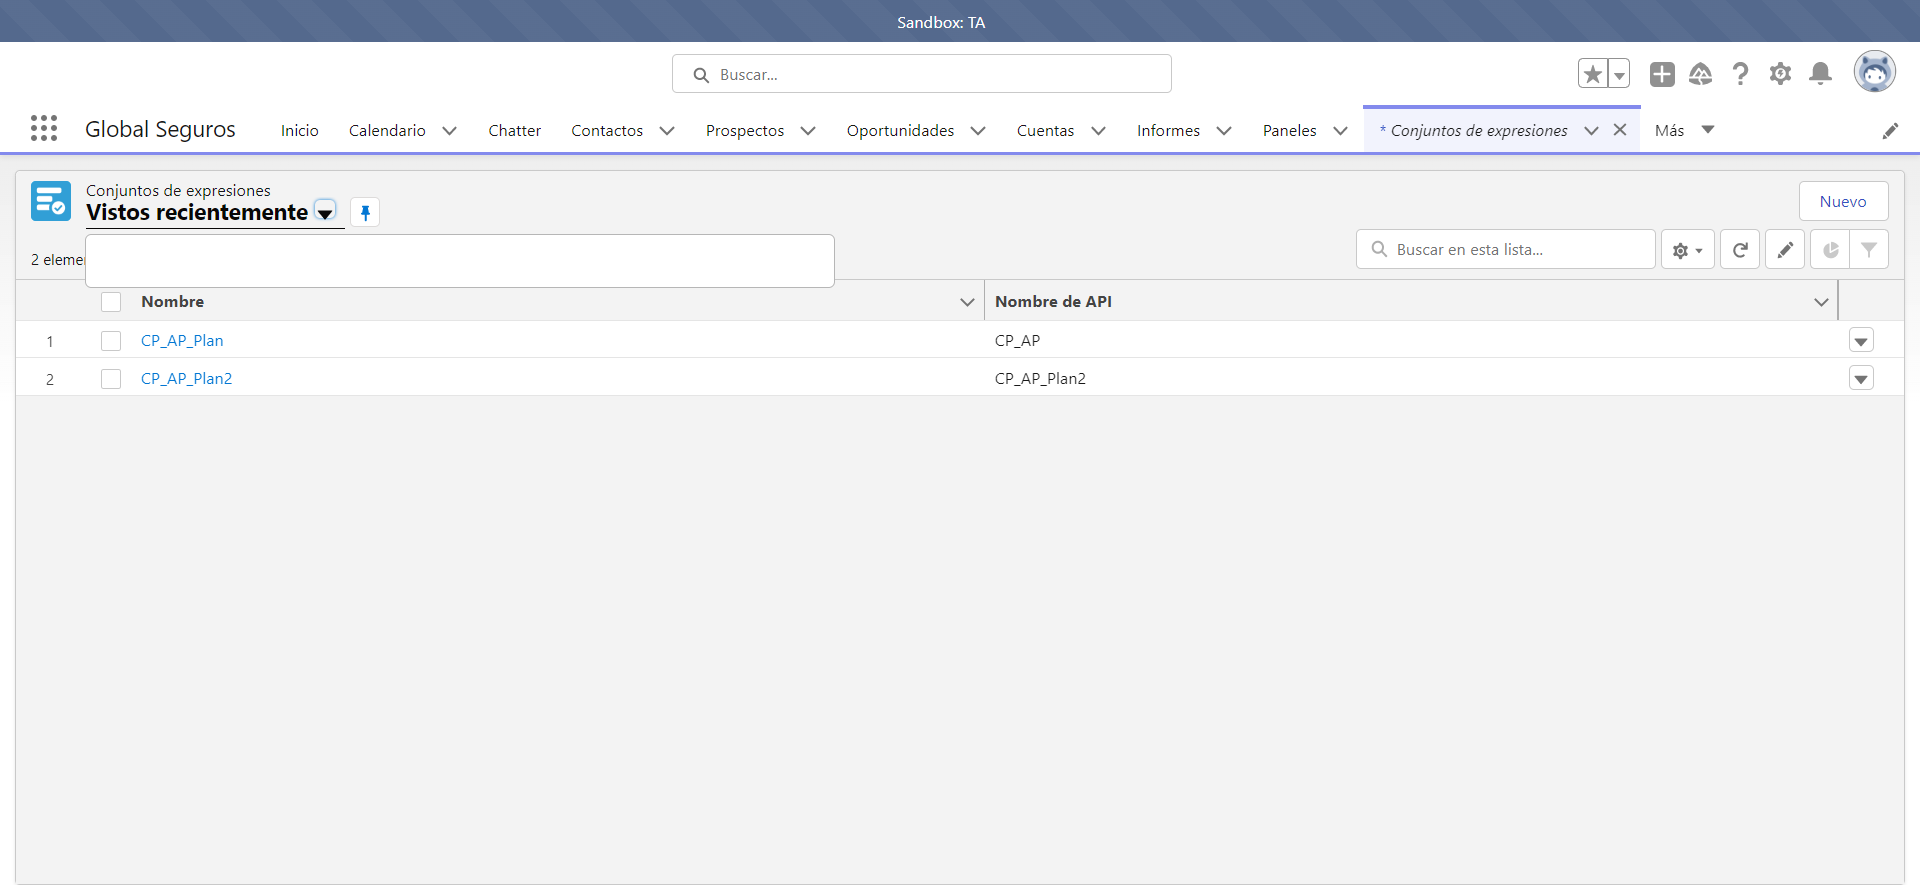 Sandbox: TA
Buscar...
Global Seguros
Inicio
Calendario
Chatter
Contactos
Prospectos
Oportunidades
Cuentas
Informes
Paneles
* Conjuntos de expresiones
Más
Conjuntos de expresiones
Vistos recientemente
Nuevo
2
Buscar en esta lista...
Nombre
Nombre de API
1
CP_AP_Plan
CP_AP
2
CP_AP_Plan2
CP_AP_Plan2